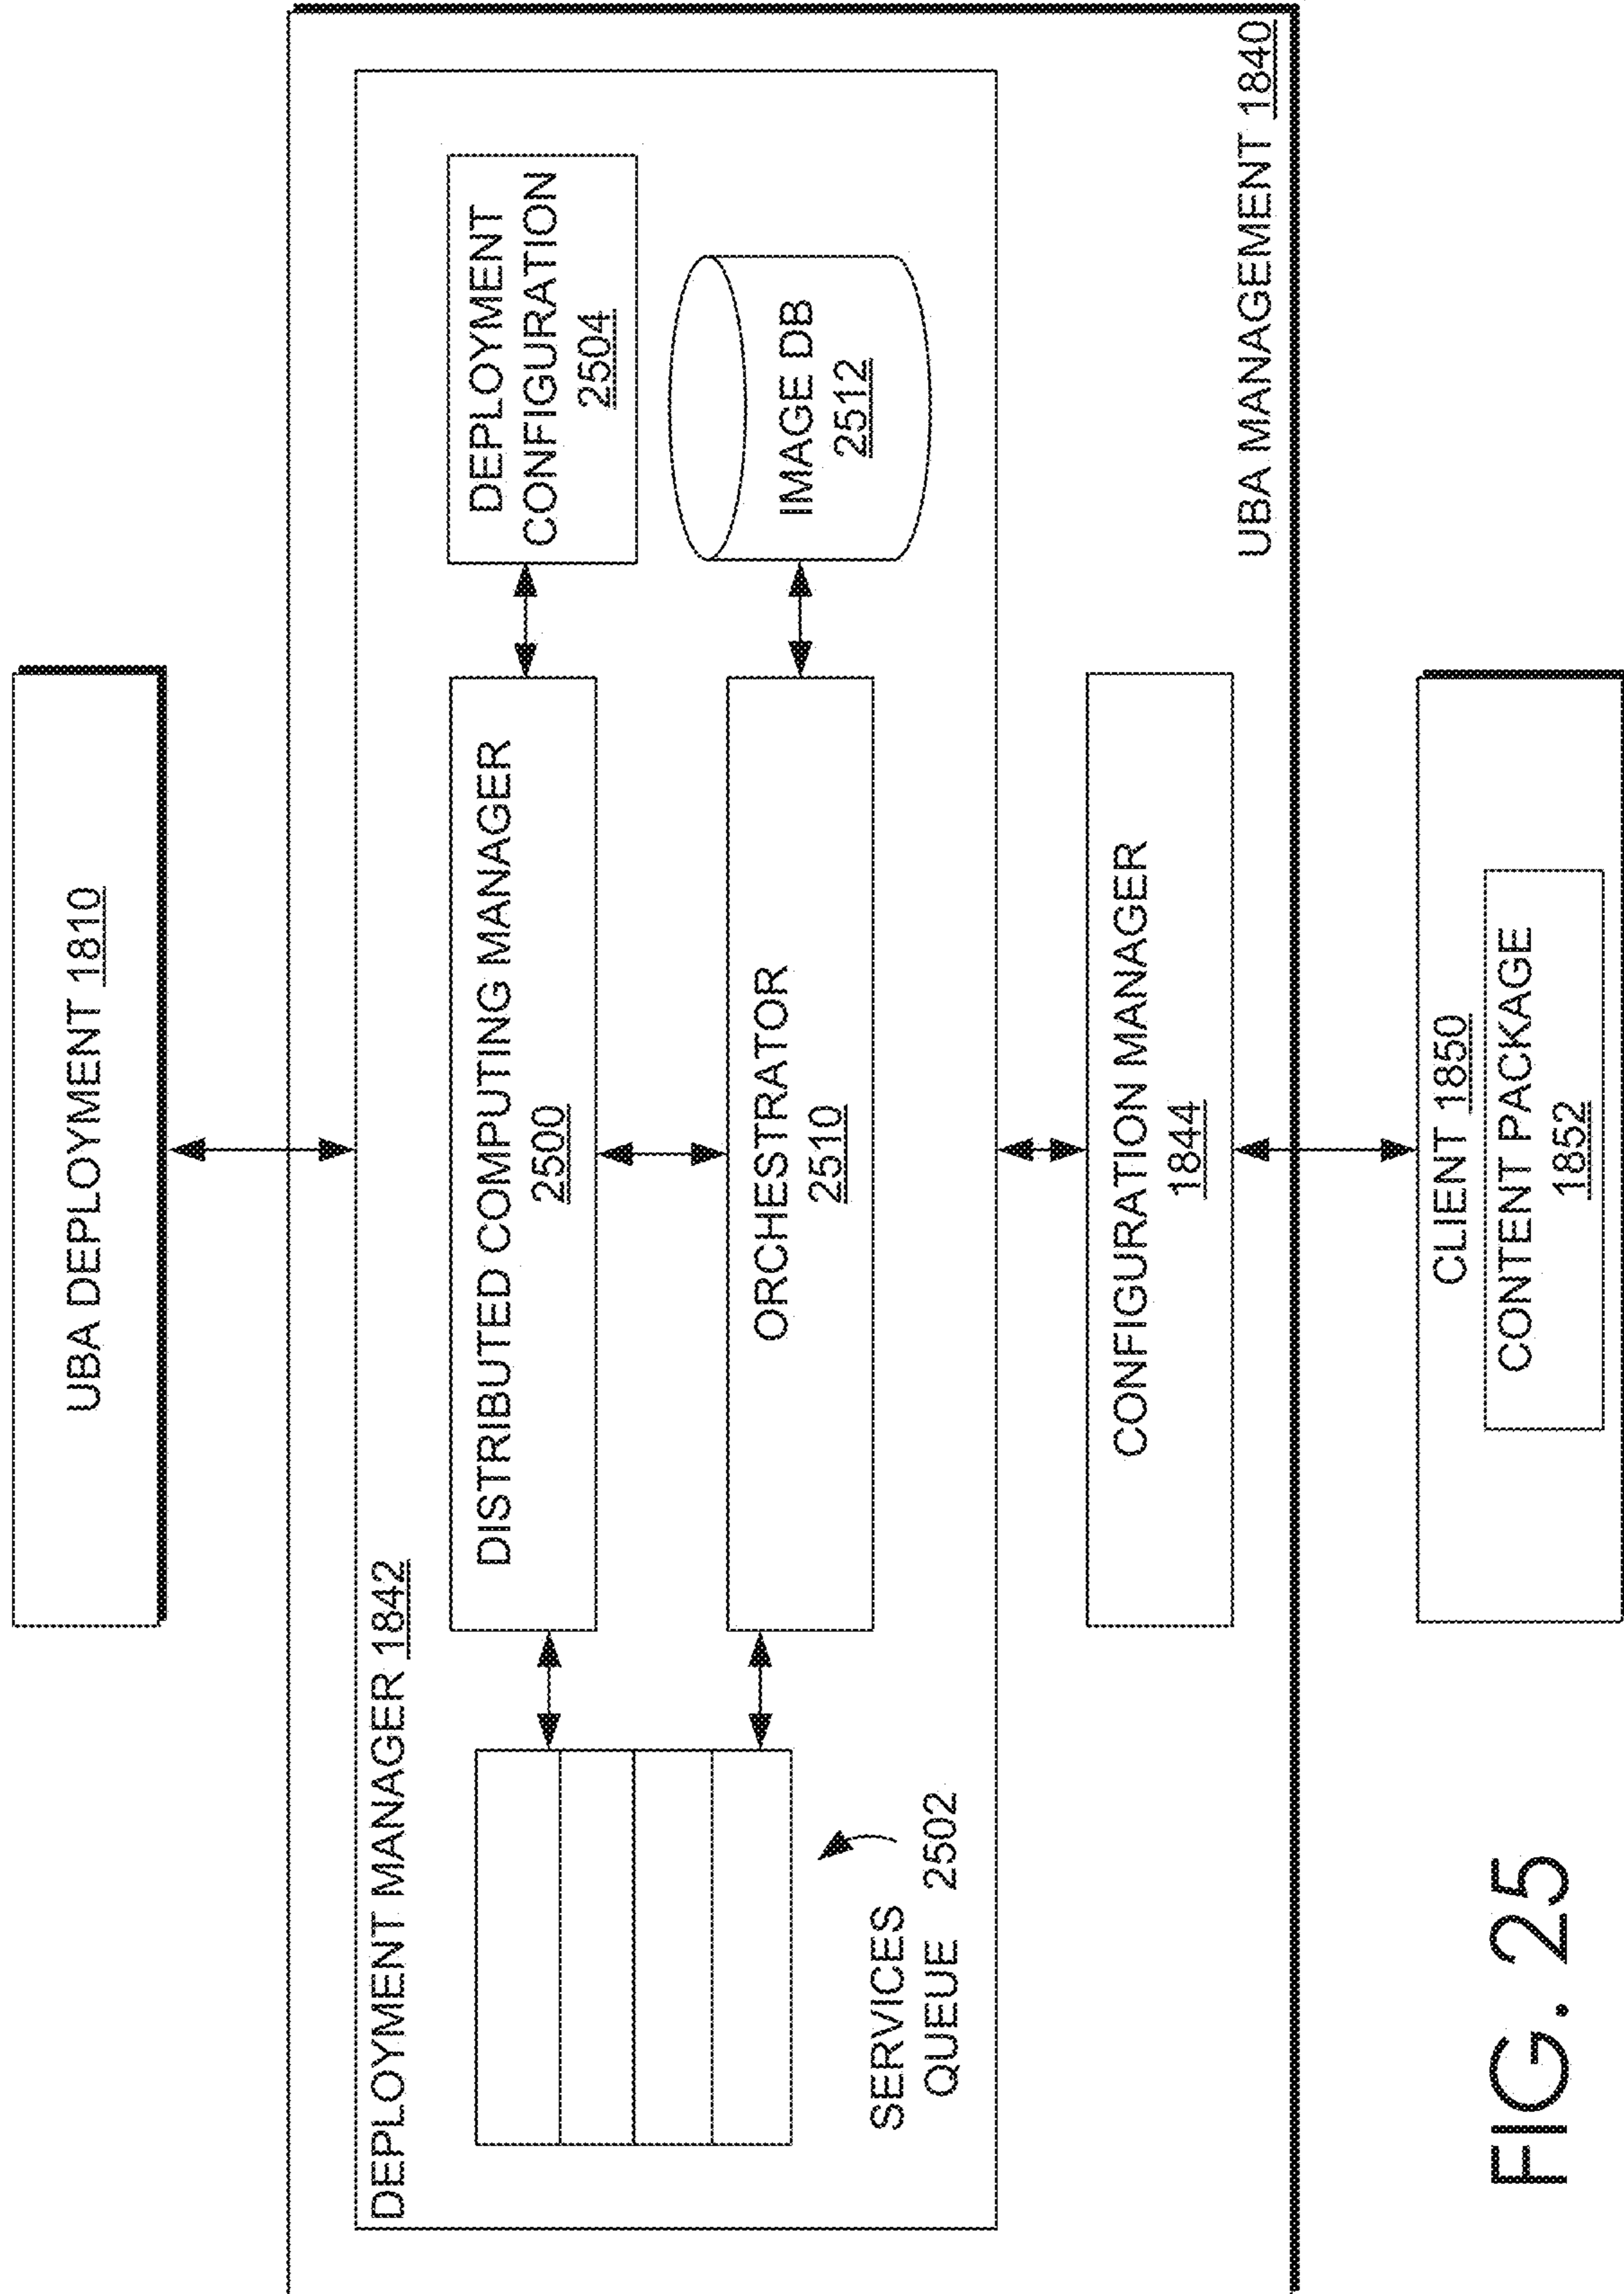 UBA DEPLOYMENT 1810
DEPLOYMENT MANAGER 1842
DISTRIBUTED COMPUTING MANAGER
2500
DEPLOYMENT
CONFIGURATION
2504
ORCHESTRATOR
2510
IMAGE DB
2512
SERVICES
QUEUE 2502
CONFIGURATION MANAGER
1844
UBA MANAGEMENT 1840
CLIENT 1850
CONTENT PACKAGE
1852
FIG. 25